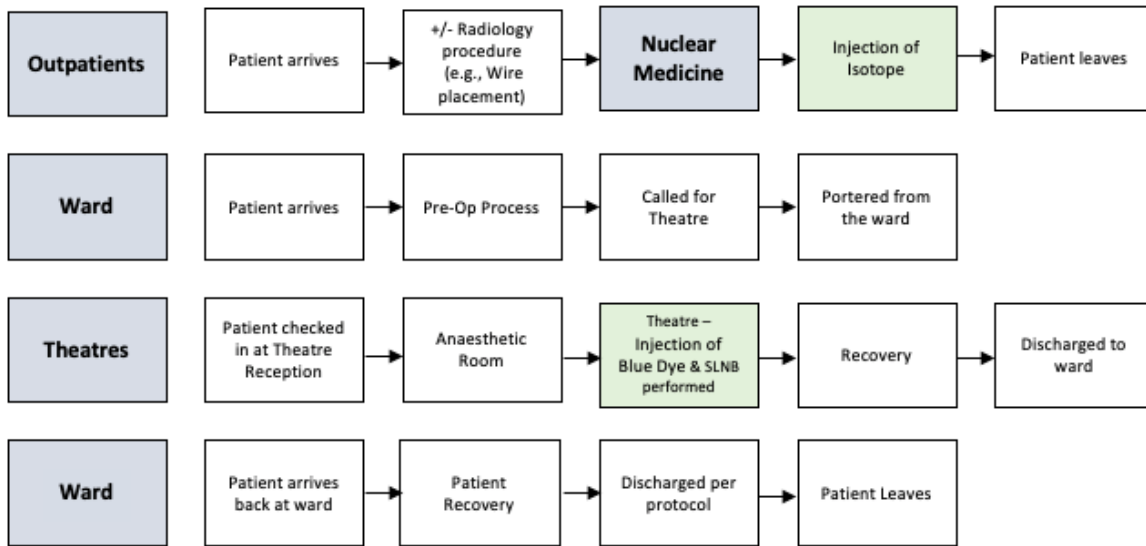 Outpatients
Patient arrives
+/- Radiology
procedure
(e.g., Wire
placement)
Nuclear
Medicine
Injection of
Isotope
Patient leaves
Ward
Patient arrives
Pre-Op Process
Called for
Theatre
Portered from
the ward
Theatres
Patient checked
in at Theatre
Reception
Anaesthetic
Room
Theatre –
Injection of
Blue Dye & SLNB
performed
Recovery
Discharged to
ward
Ward
Patient arrives
back at ward
Patient
Recovery
Discharged per
protocol
Patient Leaves